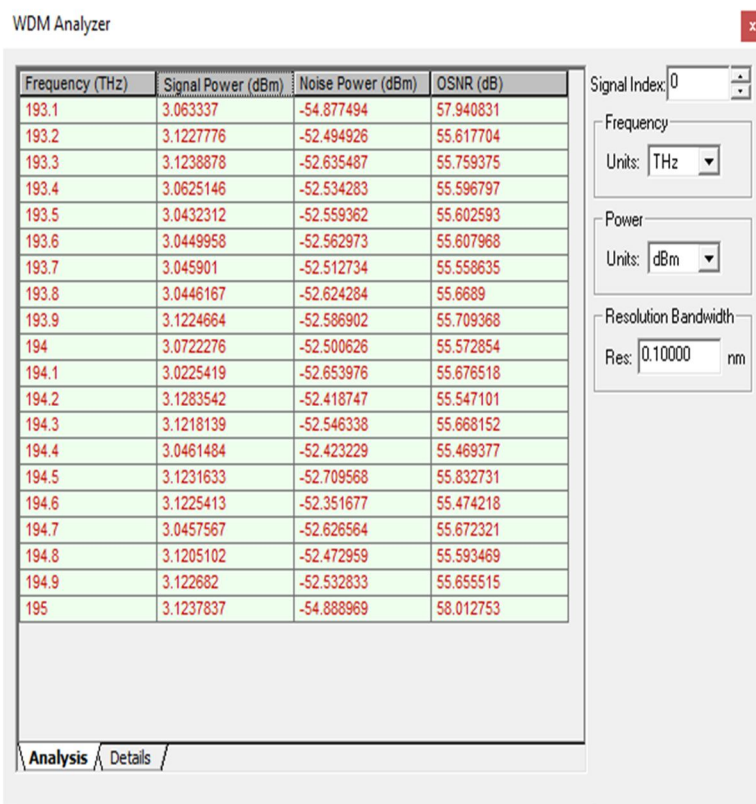 WDM Analyzer
x
Frequency (THz) Signal Power (dBm) Noise Power (dBm) OSNR (dB)
193.1 3.063337 -54.877494 57.940831
193.2 3.1227776 -52.494926 55.617704
193.3 3.1238878 -52.635487 55.759375
193.4 3.0625146 -52.534283 55.596797
193.5 3.0432312 -52.559362 55.602593
193.6 3.0449958 -52.562973 55.607968
193.7 3.045901 -52.512734 55.558635
193.8 3.0446167 -52.624284 55.6689
193.9 3.1224664 -52.586902 55.709368
194 3.0722276 -52.500626 55.572854
194.1 3.0225419 -52.653976 55.676518
194.2 3.1283542 -52.418747 55.547101
194.3 3.1218139 -52.546338 55.668152
194.4 3.0461484 -52.423229 55.469377
194.5 3.1231633 -52.709568 55.832731
194.6 3.1225413 -52.351677 55.474218
194.7 3.0457567 -52.626564 55.672321
194.8 3.1205102 -52.472959 55.593469
194.9 3.122682 -52.532833 55.655515
195 3.1237837 -54.888969 58.012753
Analysis Details
Signal Index: 0
Frequency
Units: THz
Power
Units: dBm
Resolution Bandwidth
Res: 0.10000 nm